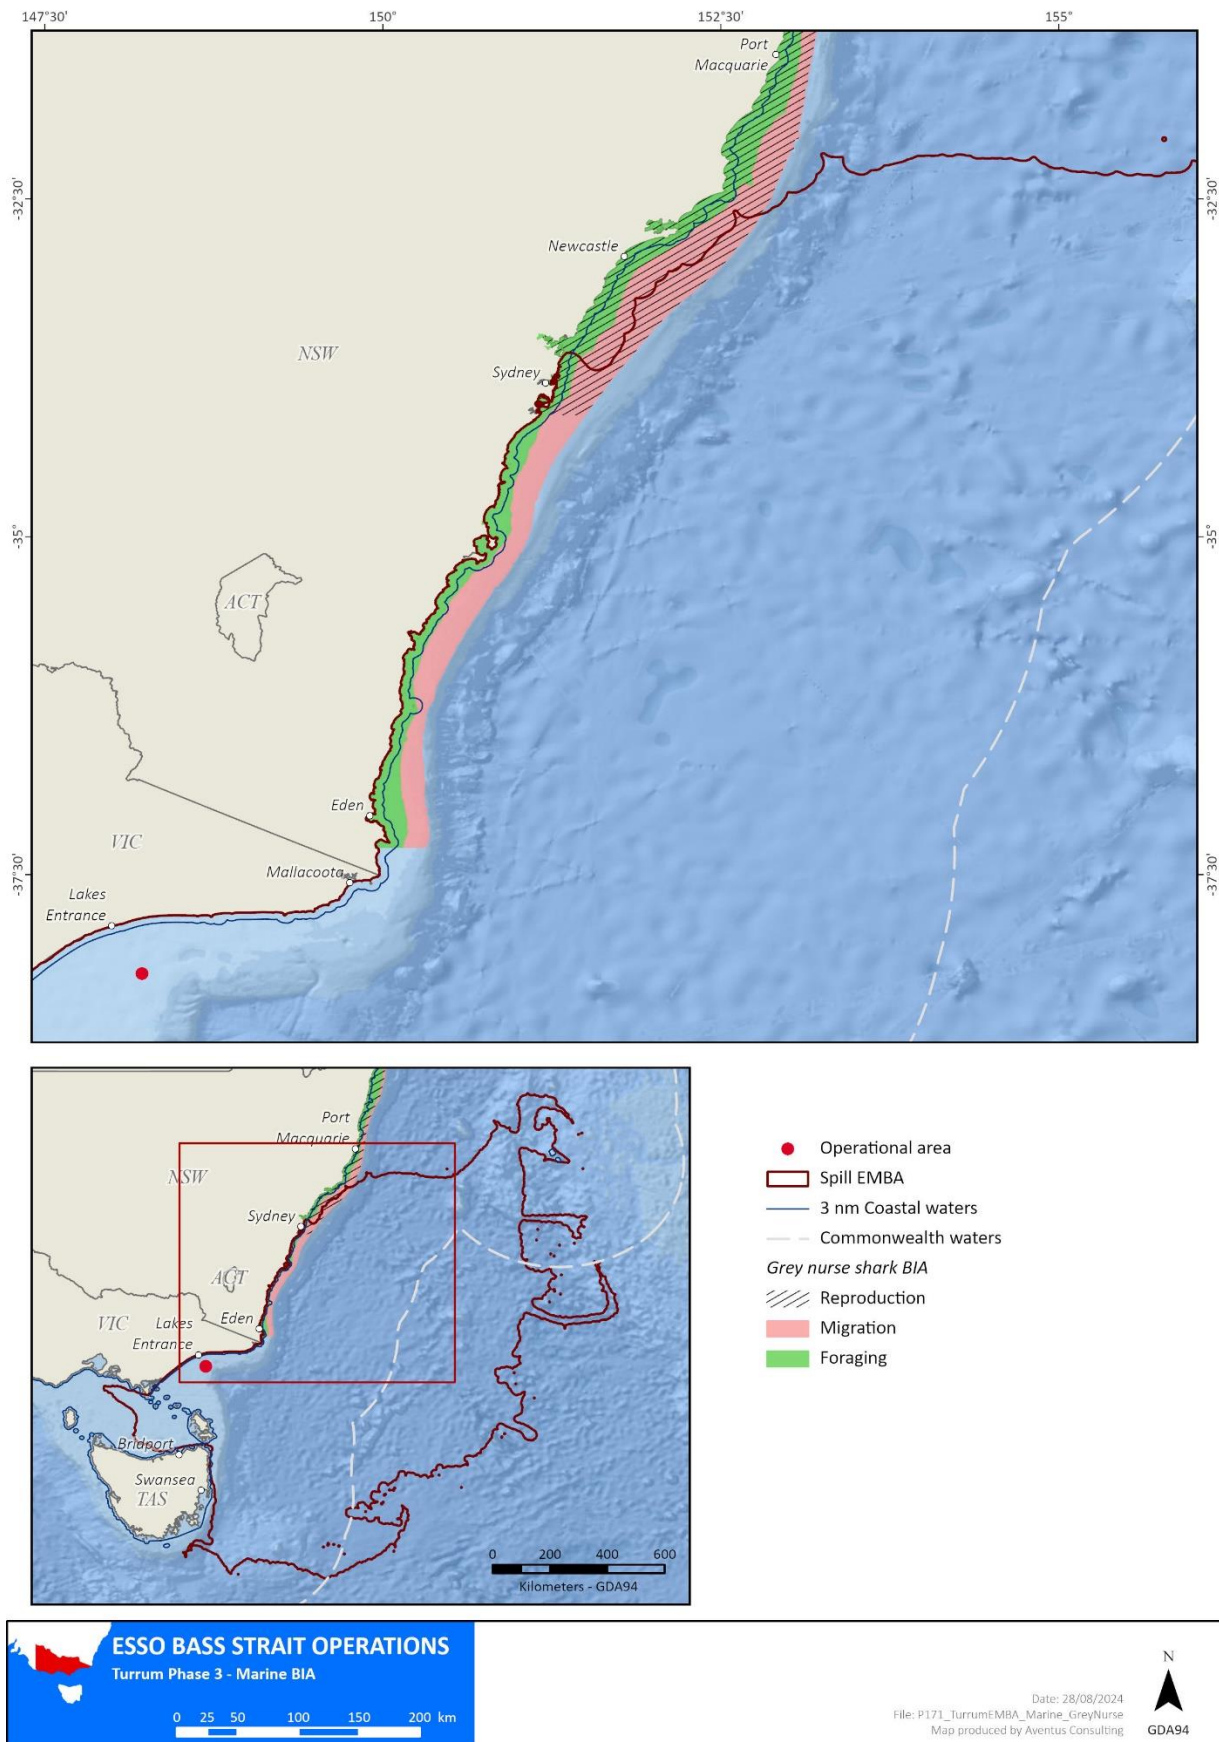 147°30'
150°
152°30'
155°
Port
Macquarie
-32°30'
-32°30'
Newcastle
NSW
Sydney
-35°
-35°
ACT
Eden
VIC
Mallacoota
-37°30'
-37°30'
Lakes
Entrance
Port
Macquarie
NSW
Sydney
ACT
VIC
Eden
Lakes
Entrance
Bridport
Swansea
TAS
0 200 400 600
Kilometers - GDA94
Operational area
Spill EMBA
3 nm Coastal waters
Commonwealth waters
Grey nurse shark BIA
Reproduction
Migration
Foraging
ESSO BASS STRAIT OPERATIONS
Turrum Phase 3 - Marine BIA
0 25 50 100 150 200 km
N
Date: 28/08/2024
File: P171_TurrumEMBA_Marine_GreyNurse
Map produced by Aventus Consulting
GDA94